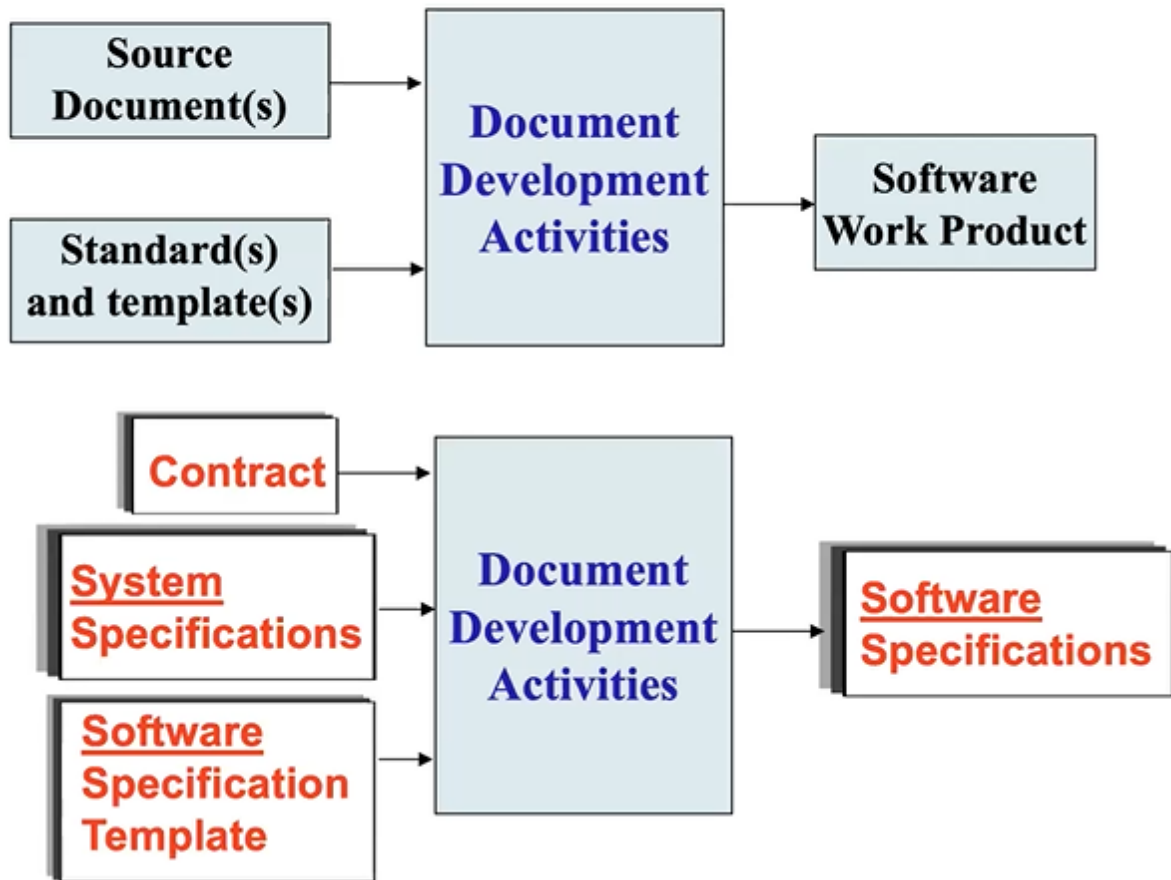 Source
Document(s)
Standard(s)
and template(s)
Document
Development
Activities
Software
Work Product
Contract
System
Specifications
Software
Specification
Template
Document
Development
Activities
Software
Specifications